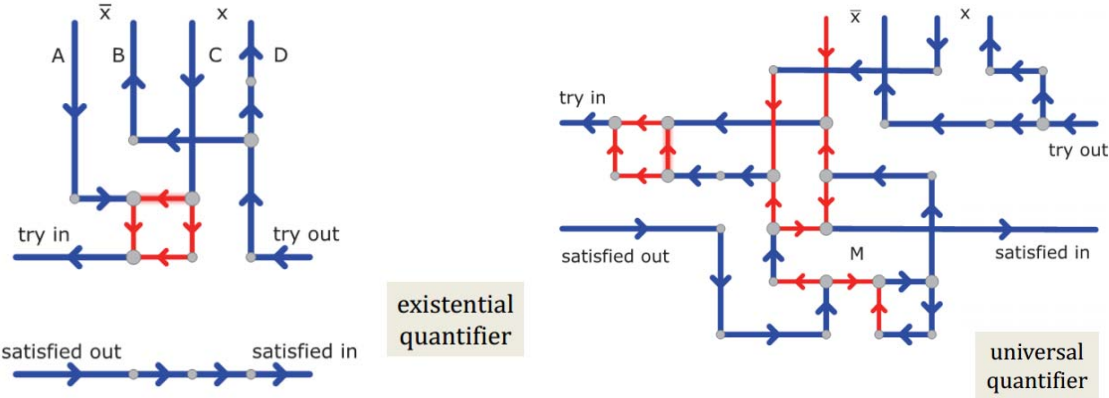 x̅ x
A B C D
try in try out
existential
quantifier
satisfied out satisfied in
x̅ x
try in
try out
satisfied out satisfied in
M
universal
quantifier